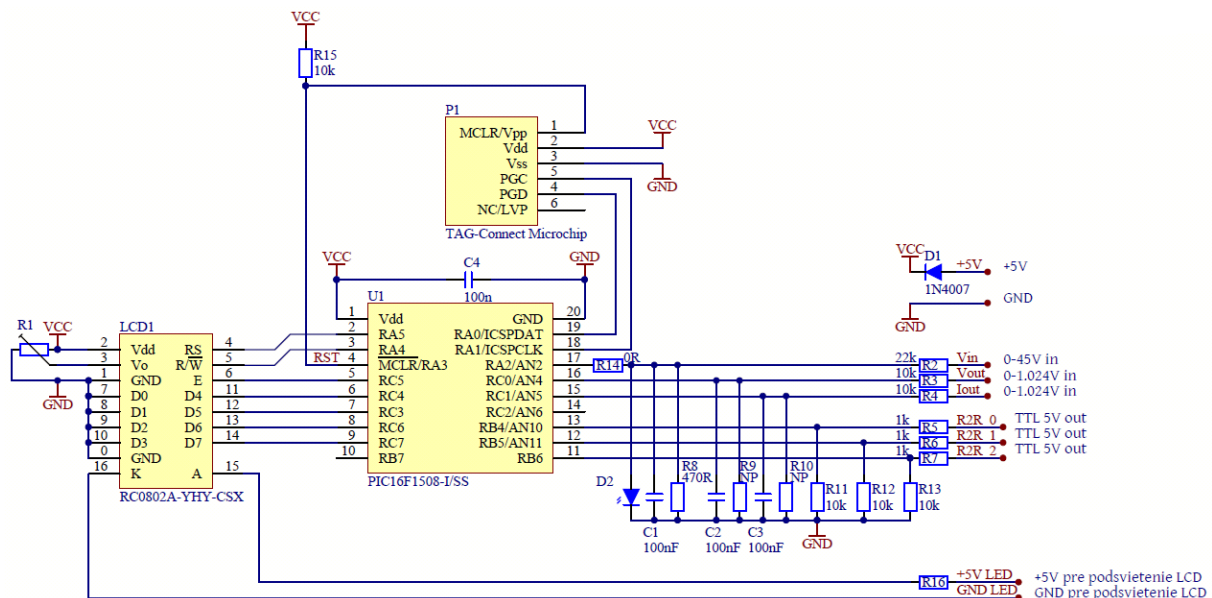 VCC
R15
10k
P1
MCLR/Vpp 1
Vdd 2
Vss 3
PGC 5
PGD 4
NC/LVP 6
TAG-Connect Microchip
VCC
GND
VCC
C4
100n
GND
VCC
D1
1N4007
+5V
+5V
GND
GND
R1
VCC
GND
LCD1
2 Vdd RS 4
3 Vo R/W 5
1 GND E 6
7 D0 D4 11
8 D1 D5 12
9 D2 D6 13
10 D3 D7 14
0 GND
16 K A 15
RC0802A-YHY-CSX
RST
U1
1 Vdd GND 20
2 RA5 RA0/ICSPDAT 19
3 RA4 RA1/ICSPCLK 18
4 MCLR/RA3 RA2/AN2 17
5 RC5 RC0/AN4 16
6 RC4 RC1/AN5 15
7 RC3 RC2/AN6 14
8 RC6 RB4/AN10 13
9 RC7 RB5/AN11 12
10 RB7 RB6 11
PIC16F1508-I/SS
R14 0R
22k R2 Vin 0-45V in
10k R3 Vout 0-1.024V in
10k R4 Iout 0-1.024V in
1k R5 R2R_0 TTL 5V out
1k R6 R2R_1 TTL 5V out
1k R7 R2R_2 TTL 5V out
D2
C1
100nF
R8
470R
C2
100nF
R9
NP
C3
100nF
R10
NP
R11
10k
R12
10k
R13
10k
GND
R16 +5V LED +5V pre podsvietenie LCD
GND LED GND pre podsvietenie LCD